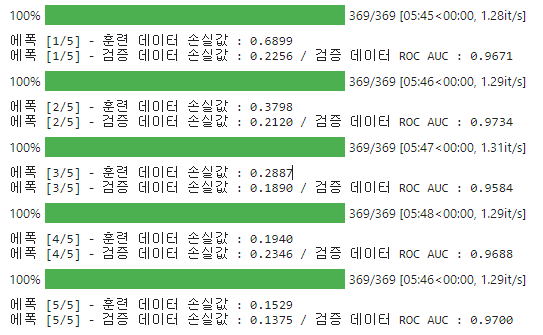 100% 369/369 [05:45<00:00, 1.28it/s]
에폭 [1/5] - 훈련 데이터 손실값 : 0.6899
에폭 [1/5] - 검증 데이터 손실값 : 0.2256 / 검증 데이터 ROC AUC : 0.9671
100% 369/369 [05:46<00:00, 1.29it/s]
에폭 [2/5] - 훈련 데이터 손실값 : 0.3798
에폭 [2/5] - 검증 데이터 손실값 : 0.2120 / 검증 데이터 ROC AUC : 0.9734
100% 369/369 [05:47<00:00, 1.31it/s]
에폭 [3/5] - 훈련 데이터 손실값 : 0.2887
에폭 [3/5] - 검증 데이터 손실값 : 0.1890 / 검증 데이터 ROC AUC : 0.9584
100% 369/369 [05:48<00:00, 1.29it/s]
에폭 [4/5] - 훈련 데이터 손실값 : 0.1940
에폭 [4/5] - 검증 데이터 손실값 : 0.2346 / 검증 데이터 ROC AUC : 0.9688
100% 369/369 [05:46<00:00, 1.29it/s]
에폭 [5/5] - 훈련 데이터 손실값 : 0.1529
에폭 [5/5] - 검증 데이터 손실값 : 0.1375 / 검증 데이터 ROC AUC : 0.9700